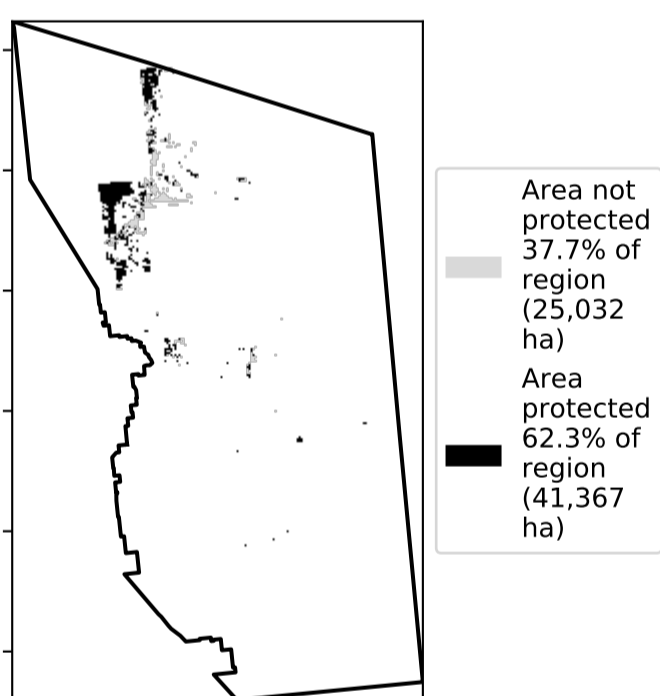 Area not
protected
37.7% of
region
(25,032
ha)
Area
protected
62.3% of
region
(41,367
ha)